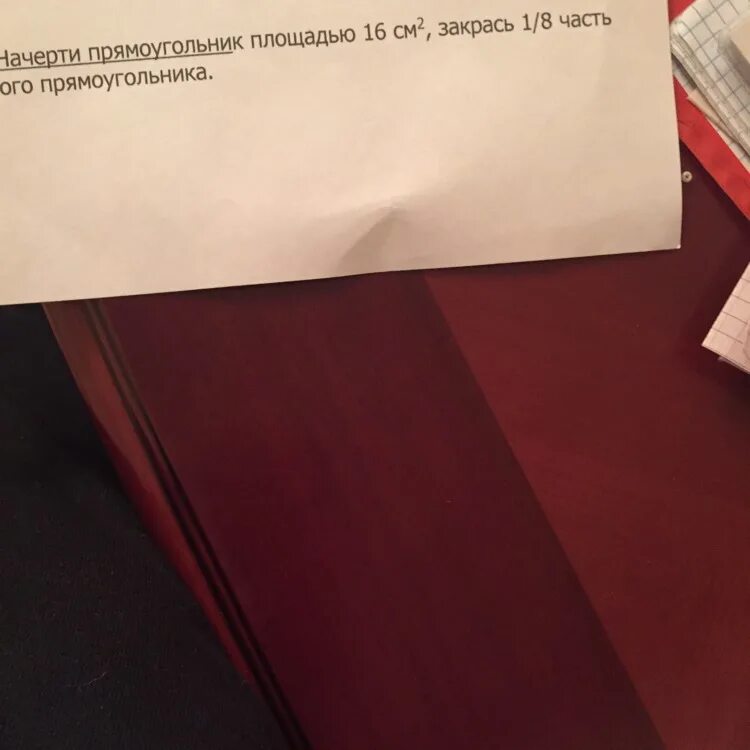 Начерти прямоугольник площадью 16 см², закрась 1/8 часть
ого прямоугольника.